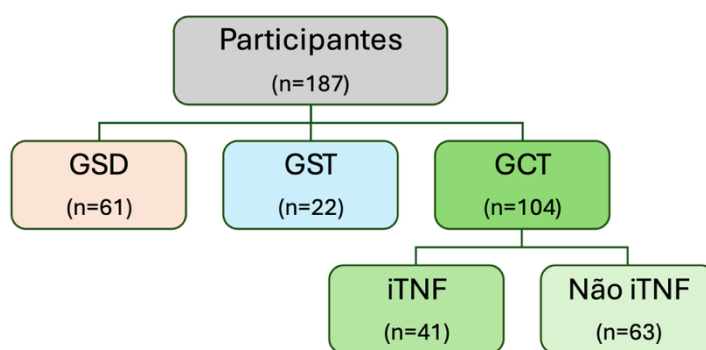 Participantes
(n=187)
GSD
(n=61)
GST
(n=22)
GCT
(n=104)
iTNF
(n=41)
Não iTNF
(n=63)